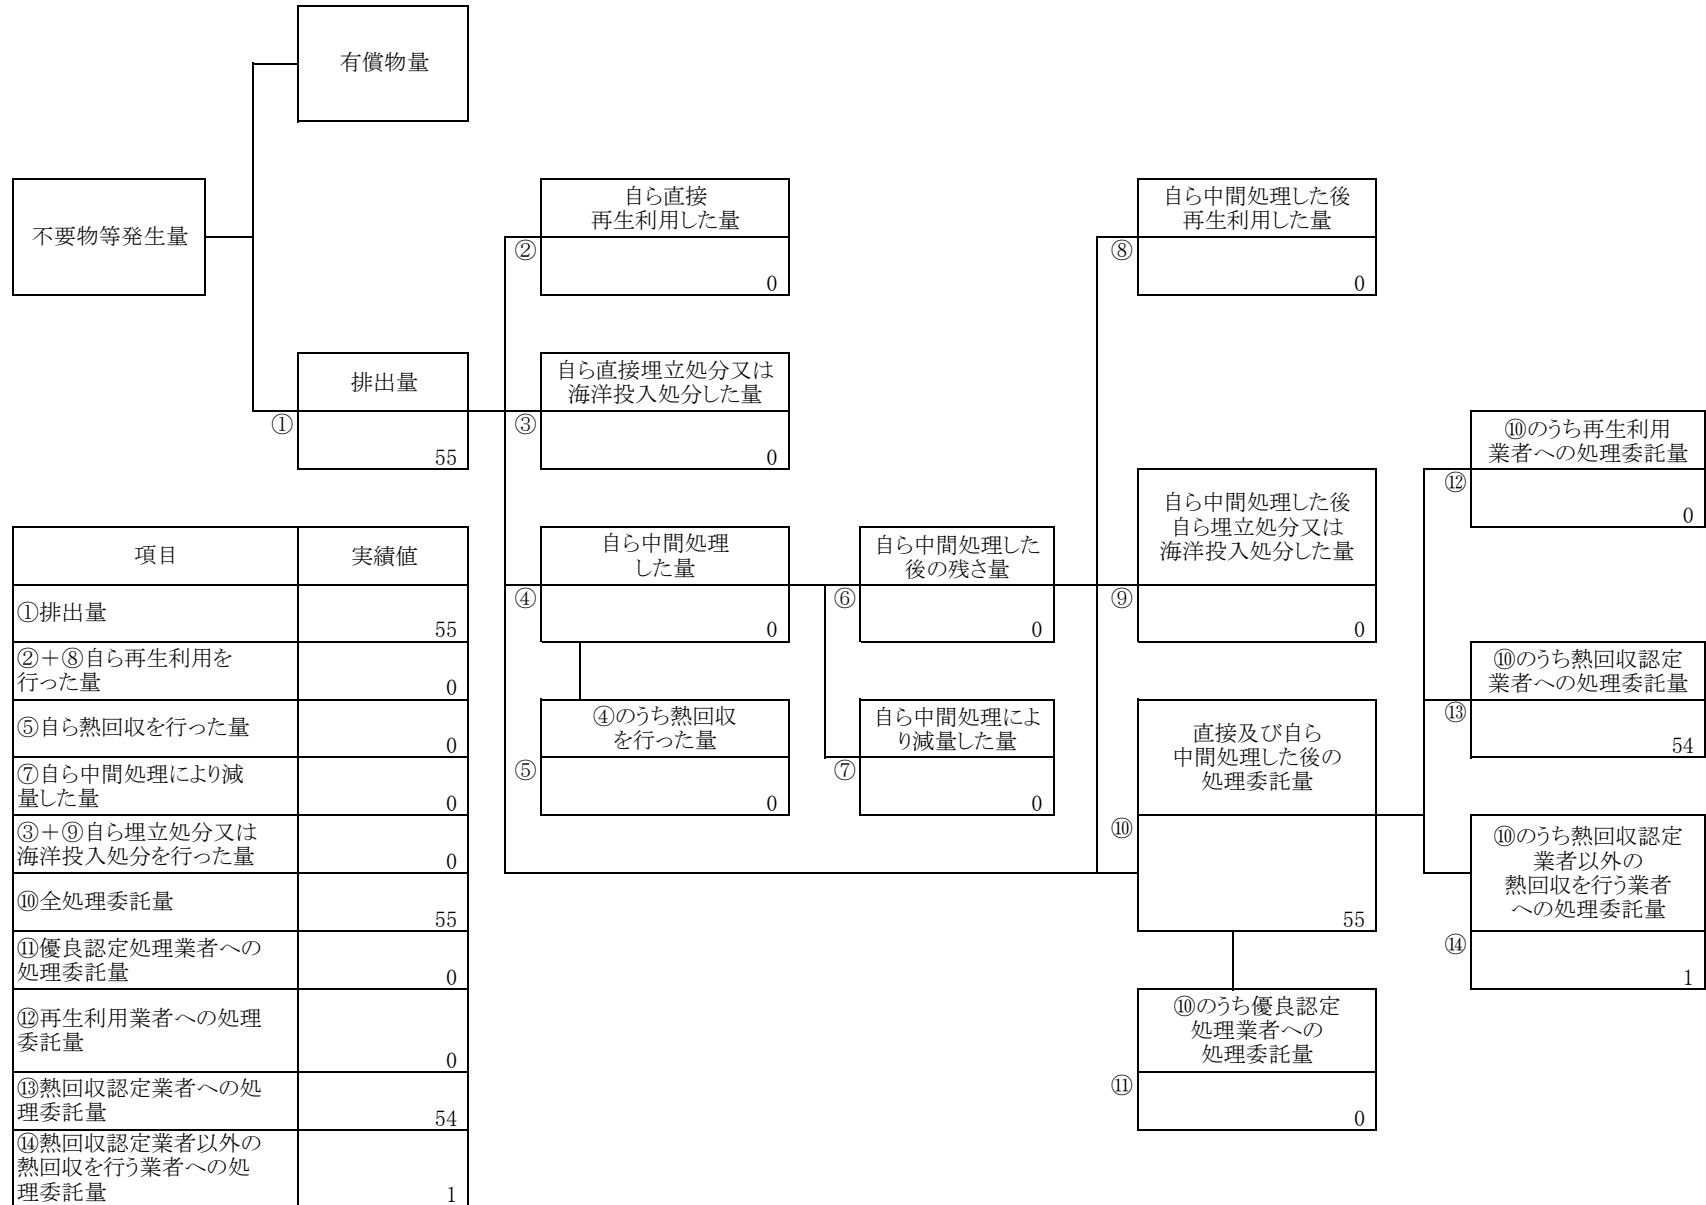 有償物量
不要物等発生量
自ら直接
再生利用した量
②
0
自ら中間処理した後
再生利用した量
⑧
0
排出量
①
55
自ら直接埋立処分又は
海洋投入処分した量
③
0
⑩のうち再生利用
業者への処理委託量
⑫
0
自ら中間処理した後
自ら埋立処分又は
海洋投入処分した量
⑨
0
自ら中間処理
した量
④
0
自ら中間処理した
後の残さ量
⑥
0
⑩のうち熱回収認定
業者への処理委託量
⑬
54
④のうち熱回収
を行った量
⑤
0
自ら中間処理によ
り減量した量
⑦
0
直接及び自ら
中間処理した後の
処理委託量
⑩
55
⑩のうち熱回収認定
業者以外の
熱回収を行う業者
への処理委託量
⑭
1
⑩のうち優良認定
処理業者への
処理委託量
⑪
0
項目 実績値
①排出量
55
②＋⑧自ら再生利用を
行った量
0
⑤自ら熱回収を行った量
0
⑦自ら中間処理により減
量した量
0
③＋⑨自ら埋立処分又は
海洋投入処分を行った量
0
⑩全処理委託量
55
⑪優良認定処理業者への
処理委託量
0
⑫再生利用業者への処理
委託量
0
⑬熱回収認定業者への処
理委託量
54
⑭熱回収認定業者以外の
熱回収を行う業者への処
理委託量
1